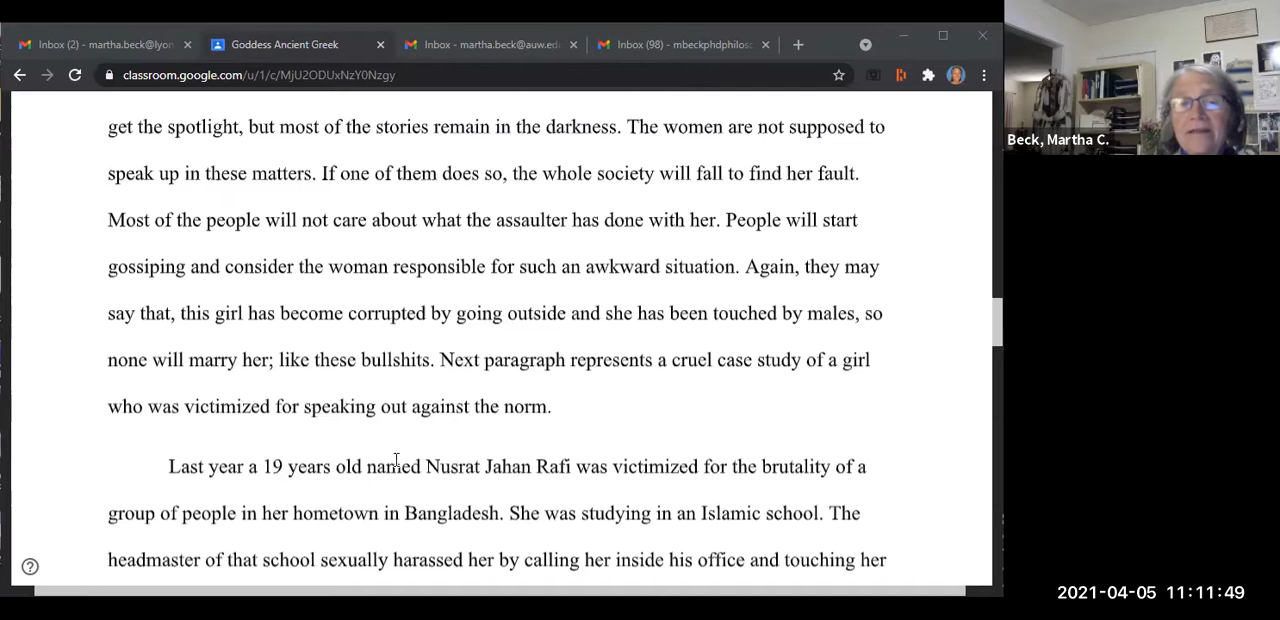 Inbox (2) - martha.beck@lyon
Goddess Ancient Greek
Inbox - martha.beck@auw.ed
Inbox (98) - mbeckphdphilosc
classroom.google.com/u/1/c/MjU2ODUxNzY0Nzgy
get the spotlight, but most of the stories remain in the darkness. The women are not supposed to
speak up in these matters. If one of them does so, the whole society will fall to find her fault.
Most of the people will not care about what the assaulter has done with her. People will start
gossiping and consider the woman responsible for such an awkward situation. Again, they may
say that, this girl has become corrupted by going outside and she has been touched by males, so
none will marry her; like these bullshits. Next paragraph represents a cruel case study of a girl
who was victimized for speaking out against the norm.
Last year a 19 years old named Nusrat Jahan Rafi was victimized for the brutality of a
group of people in her hometown in Bangladesh. She was studying in an Islamic school. The
headmaster of that school sexually harassed her by calling her inside his office and touching her
Beck, Martha C.
2021-04-05 11:11:49